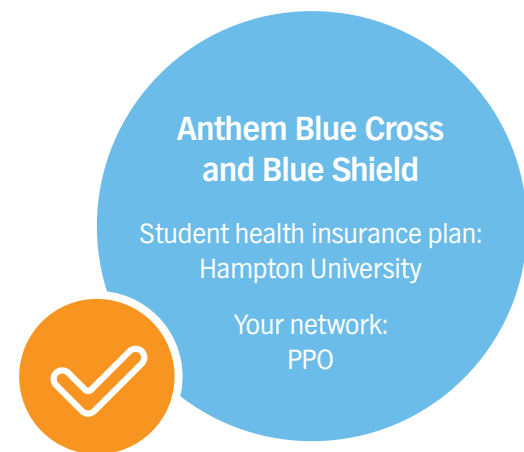 Anthem Blue Cross
and Blue Shield
Student health insurance plan:
Hampton University
Your network:
PPO